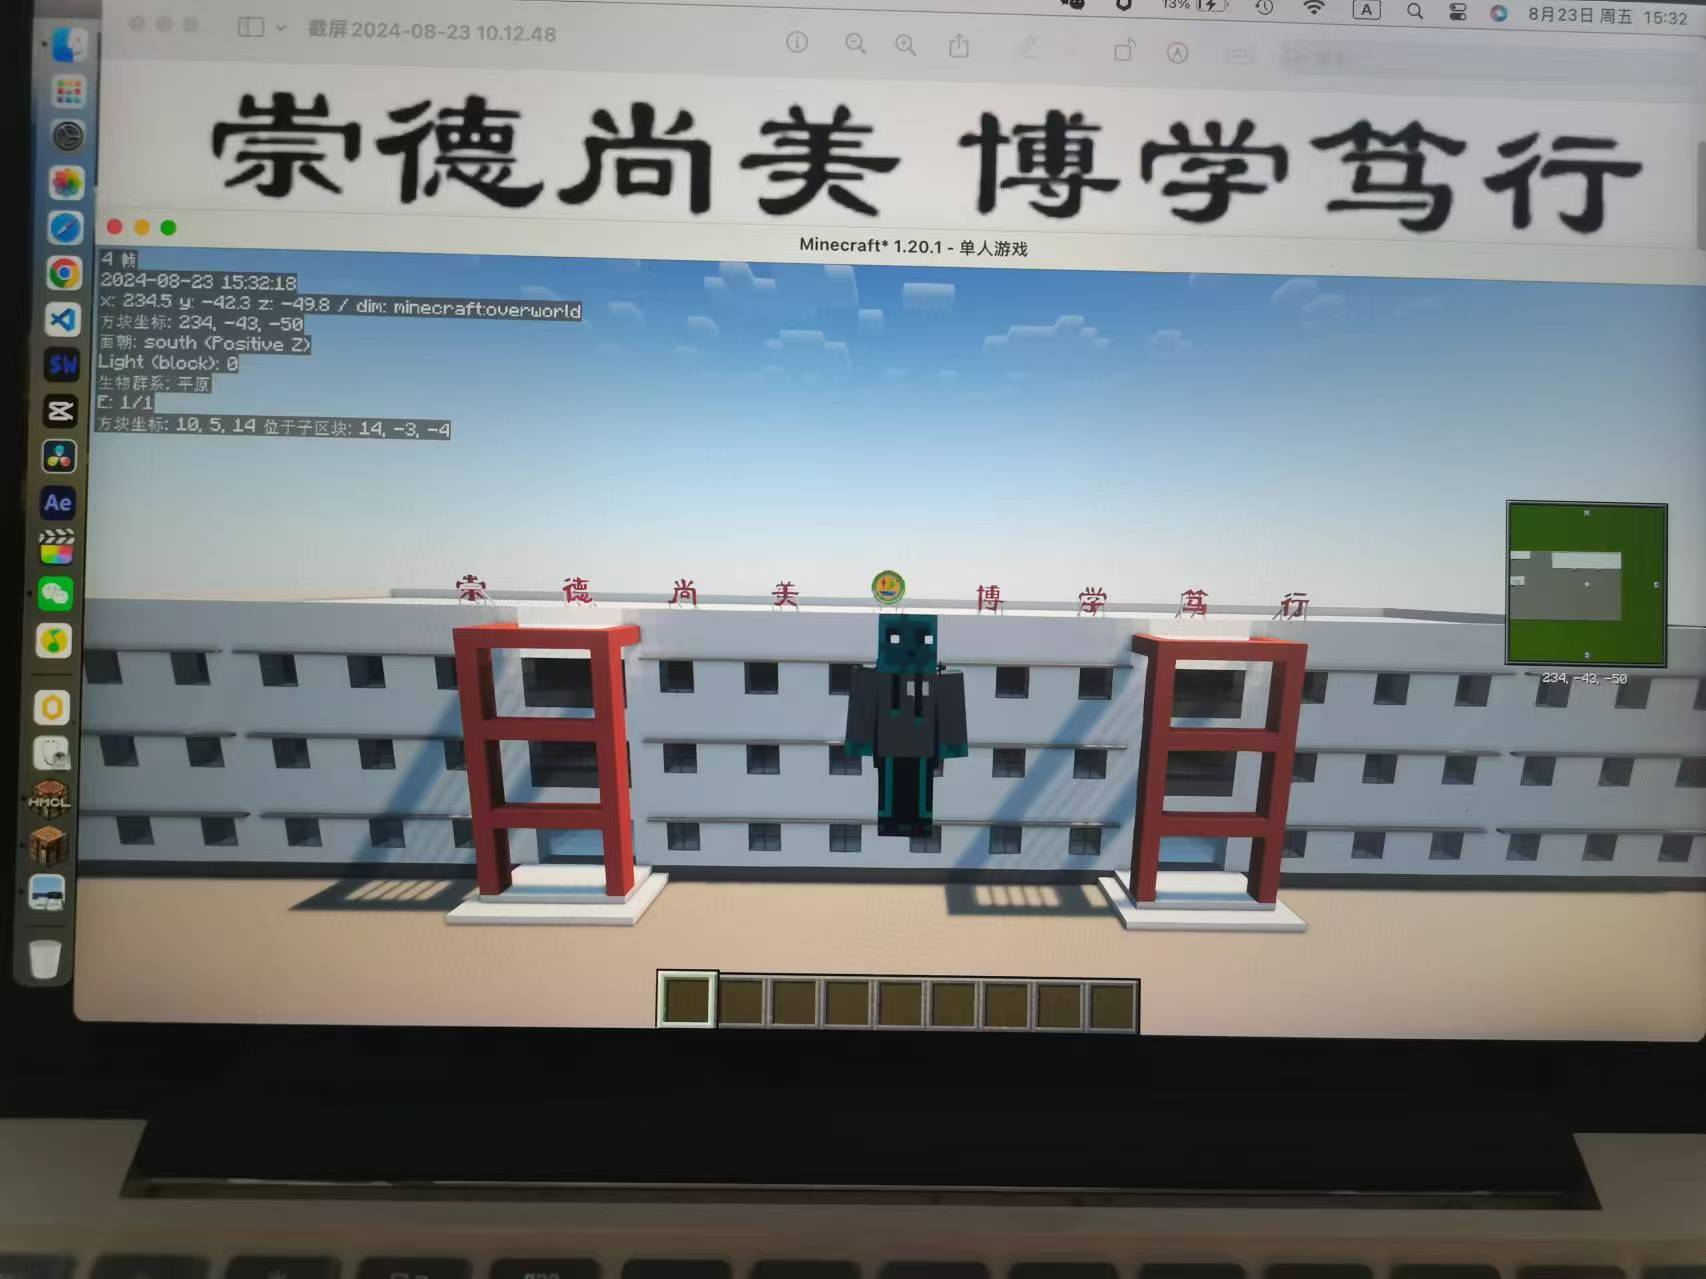 13%
8月23日 周五 15:32
截屏2024-08-23 10.12.48
A
崇德尚美 博学笃行
Minecraft* 1.20.1 - 单人游戏
4 帧
2024-08-23 15:32:18
x: 234.5 y: -42.3 z: -49.8 / dim: minecraft:overworld
方块坐标: 234, -43, -50
面朝: south (Positive Z)
Light (block): 0
生物群系: 平原
E: 1/1
方块坐标: 10, 5, 14 位于子区块: 14, -3, -4
崇德尚美 博学笃行
234, -43, -50
SW
Ae
HMCL